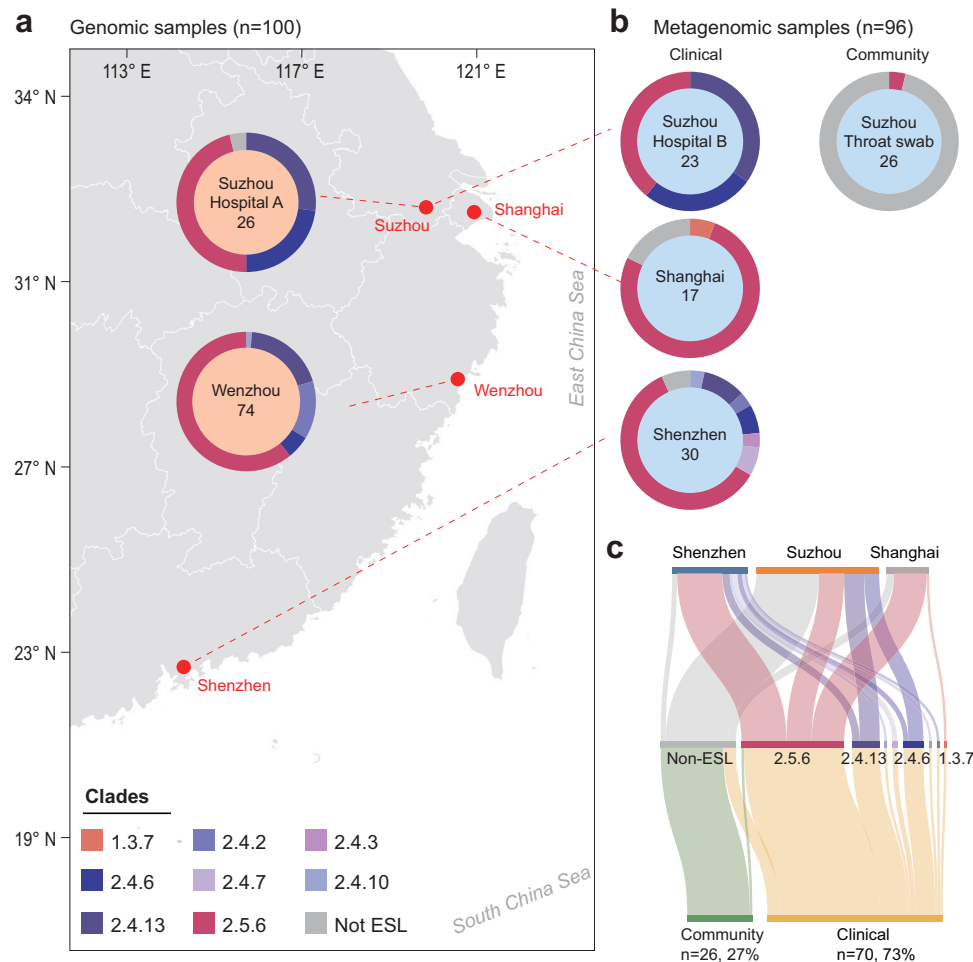 a
Genomic samples (n=100)
113° E
117° E
121° E
34° N
31° N
27° N
23° N
19° N
Suzhou
Hospital A
26
Suzhou
Shanghai
Wenzhou
74
Wenzhou
Shenzhen
East China Sea
South China Sea
Clades
1.3.7
2.4.2
2.4.3
2.4.6
2.4.7
2.4.10
2.4.13
2.5.6
Not ESL
b
Metagenomic samples (n=96)
Clinical
Community
Suzhou
Hospital B
23
Suzhou
Throat swab
26
Shanghai
17
Shenzhen
30
c
Shenzhen
Suzhou
Shanghai
Non-ESL
2.5.6
2.4.13
2.4.6
1.3.7
Community
n=26, 27%
Clinical
n=70, 73%